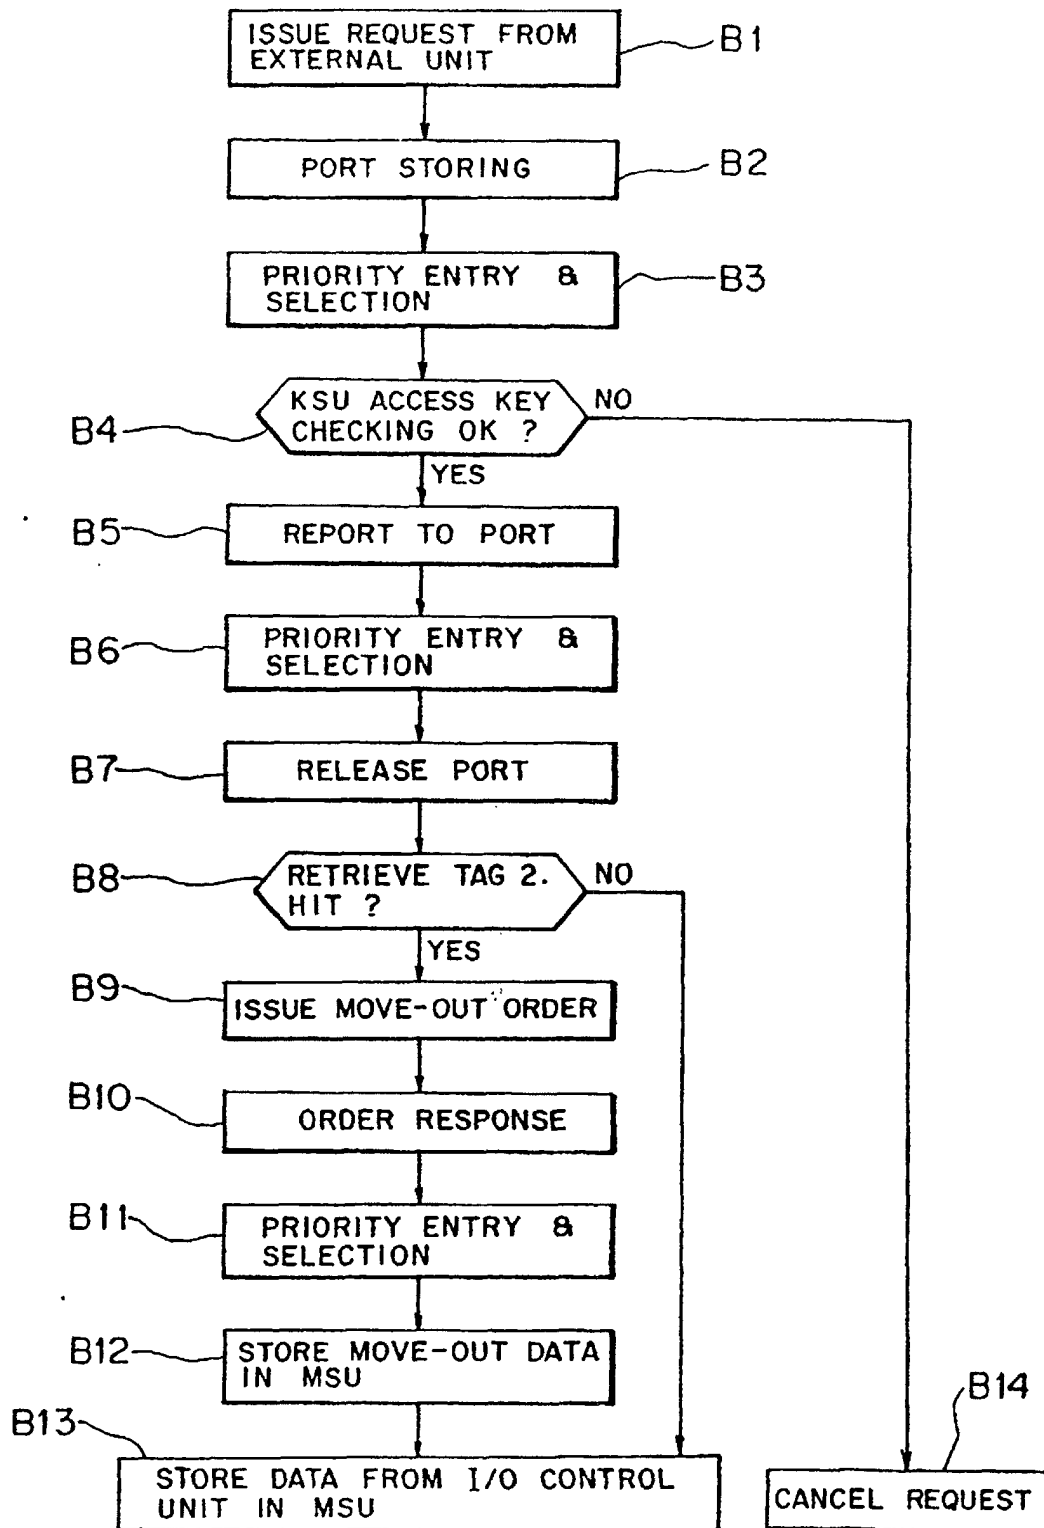 ISSUE REQUEST FROM
EXTERNAL UNIT
B1
PORT STORING
B2
PRIORITY ENTRY &
SELECTION
B3
KSU ACCESS KEY
CHECKING OK ?
NO
B4
YES
B5
REPORT TO PORT
B6
PRIORITY ENTRY &
SELECTION
B7
RELEASE PORT
B8
RETRIEVE TAG 2.
HIT ?
NO
YES
B9
ISSUE MOVE-OUT ORDER
B10
ORDER RESPONSE
B11
PRIORITY ENTRY &
SELECTION
B12
STORE MOVE-OUT DATA
IN MSU
B13
STORE DATA FROM I/O CONTROL
UNIT IN MSU
B14
CANCEL REQUEST